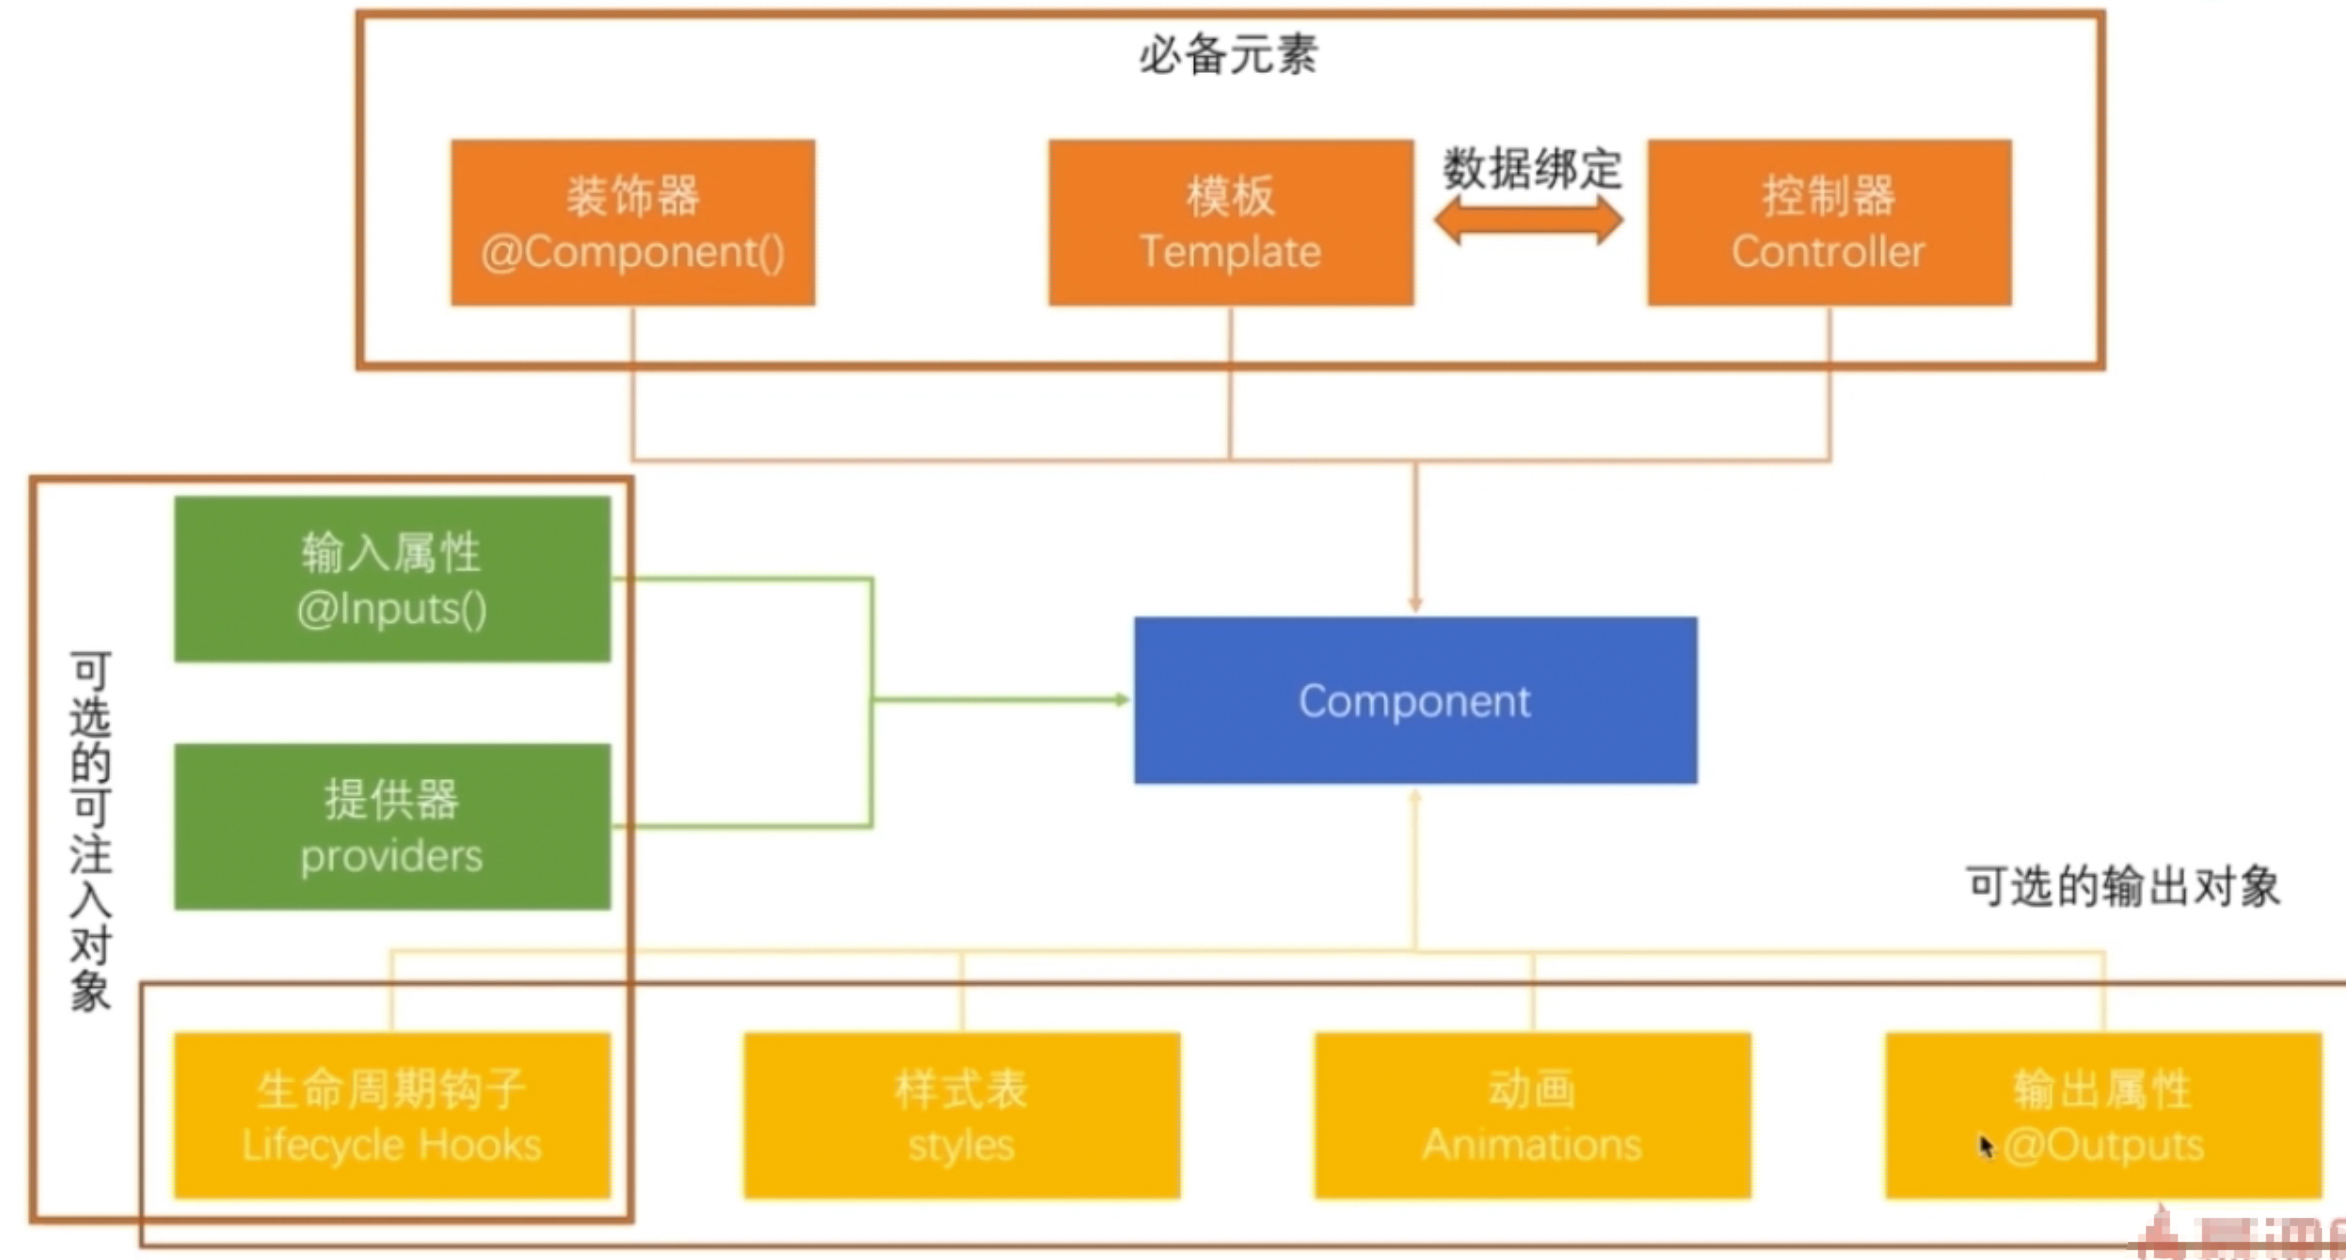 必备元素
装饰器
@Component()
模板
Template
数据绑定
控制器
Controller
输入属性
@Inputs()
可选的可注入对象
提供器
providers
Component
可选的输出对象
生命周期钩子
Lifecycle Hooks
样式表
styles
动画
Animations
输出属性
@Outputs